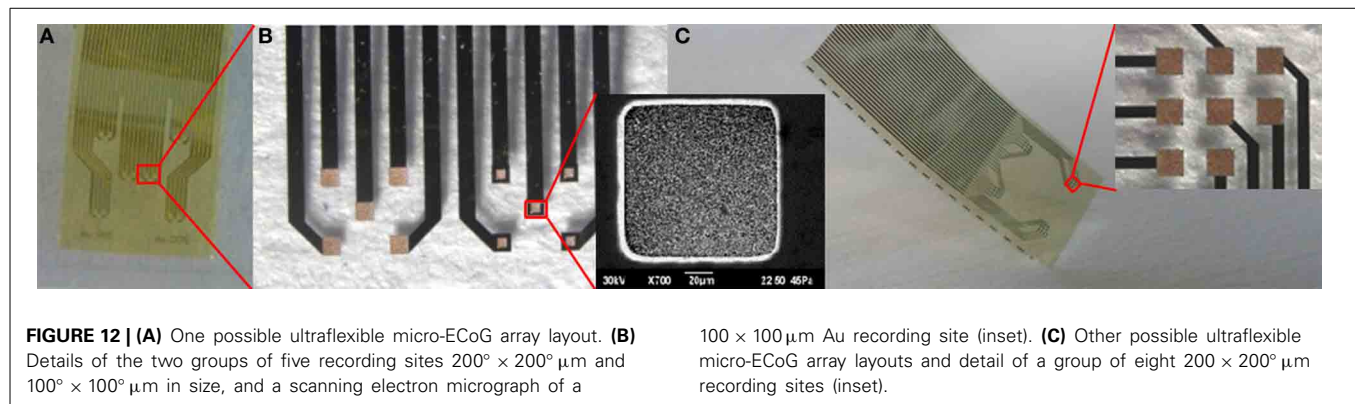 A
B
C
30kV X700 20µm 22 50 45Pa
FIGURE 12 | (A) One possible ultraflexible micro-ECoG array layout. (B)
Details of the two groups of five recording sites 200° × 200° µm and
100° × 100° µm in size, and a scanning electron micrograph of a
100 × 100 µm Au recording site (inset). (C) Other possible ultraflexible
micro-ECoG array layouts and detail of a group of eight 200 × 200° µm
recording sites (inset).